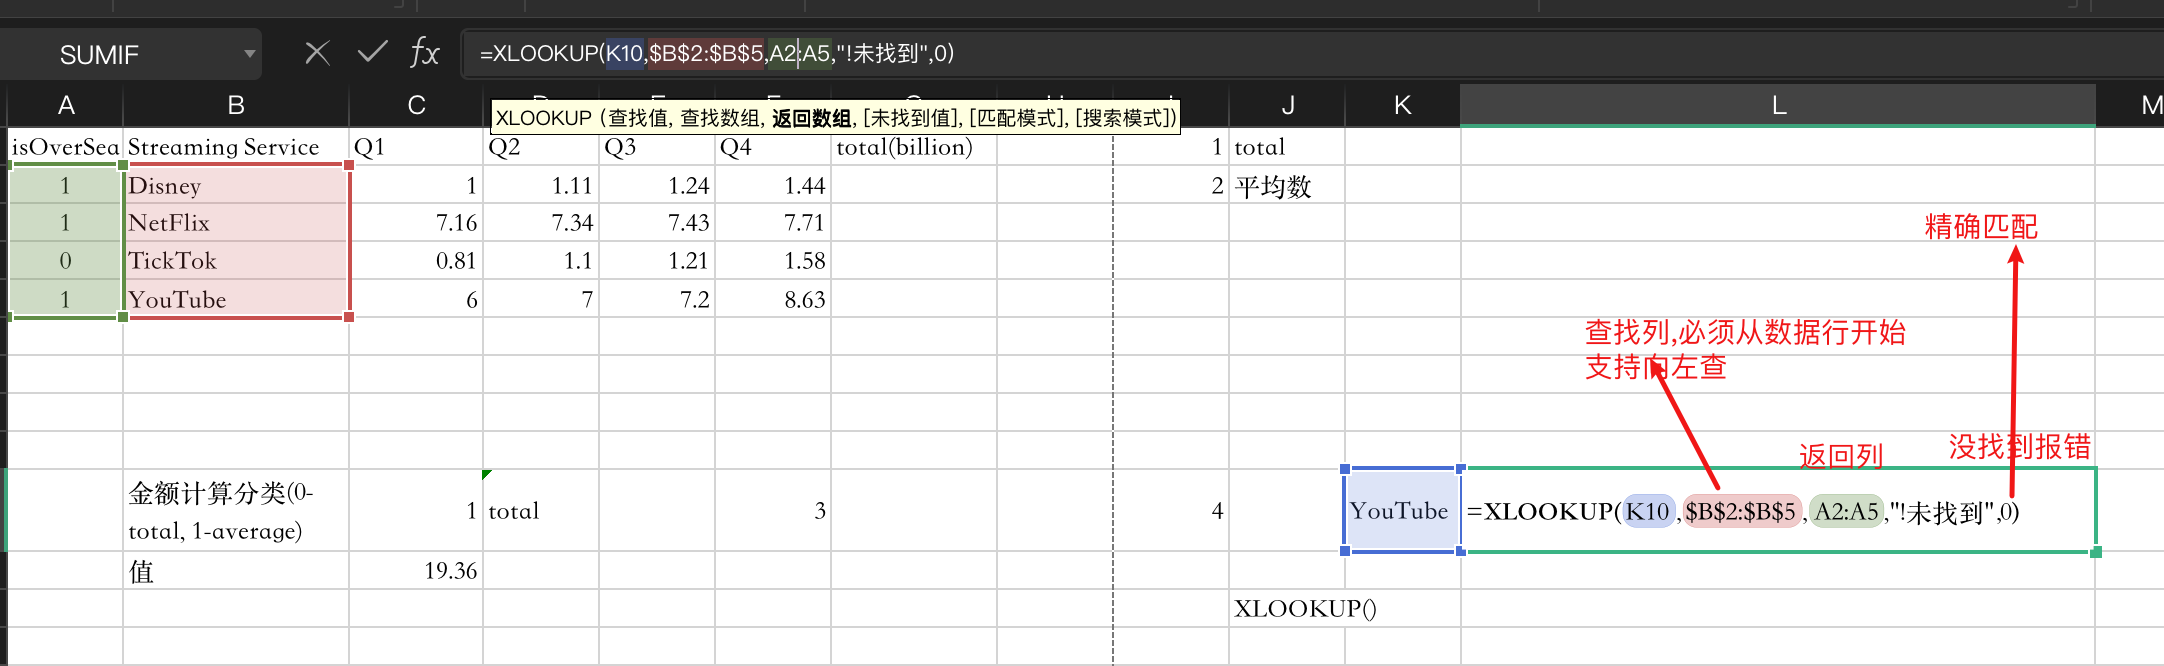 SUMIF
fx
=XLOOKUP(K10,$B$2:$B$5,A2:A5,"!未找到",0)
A B C J K L M
XLOOKUP (查找值, 查找数组, 返回数组, [未找到值], [匹配模式], [搜索模式])
isOverSea Streaming Service Q1 Q2 Q3 Q4 total(billion) 1 total
1 Disney 1 1.11 1.24 1.44 2 平均数
1 NetFlix 7.16 7.34 7.43 7.71
精确匹配
0 TickTok 0.81 1.1 1.21 1.58
1 YouTube 6 7 7.2 8.63
查找列,必须从数据行开始
支持向左查
返回列
没找到报错
金额计算分类(0-
total, 1-average)
1 total 3 4 YouTube =XLOOKUP(K10,$B$2:$B$5,A2:A5,"!未找到",0)
值 19.36
XLOOKUP()